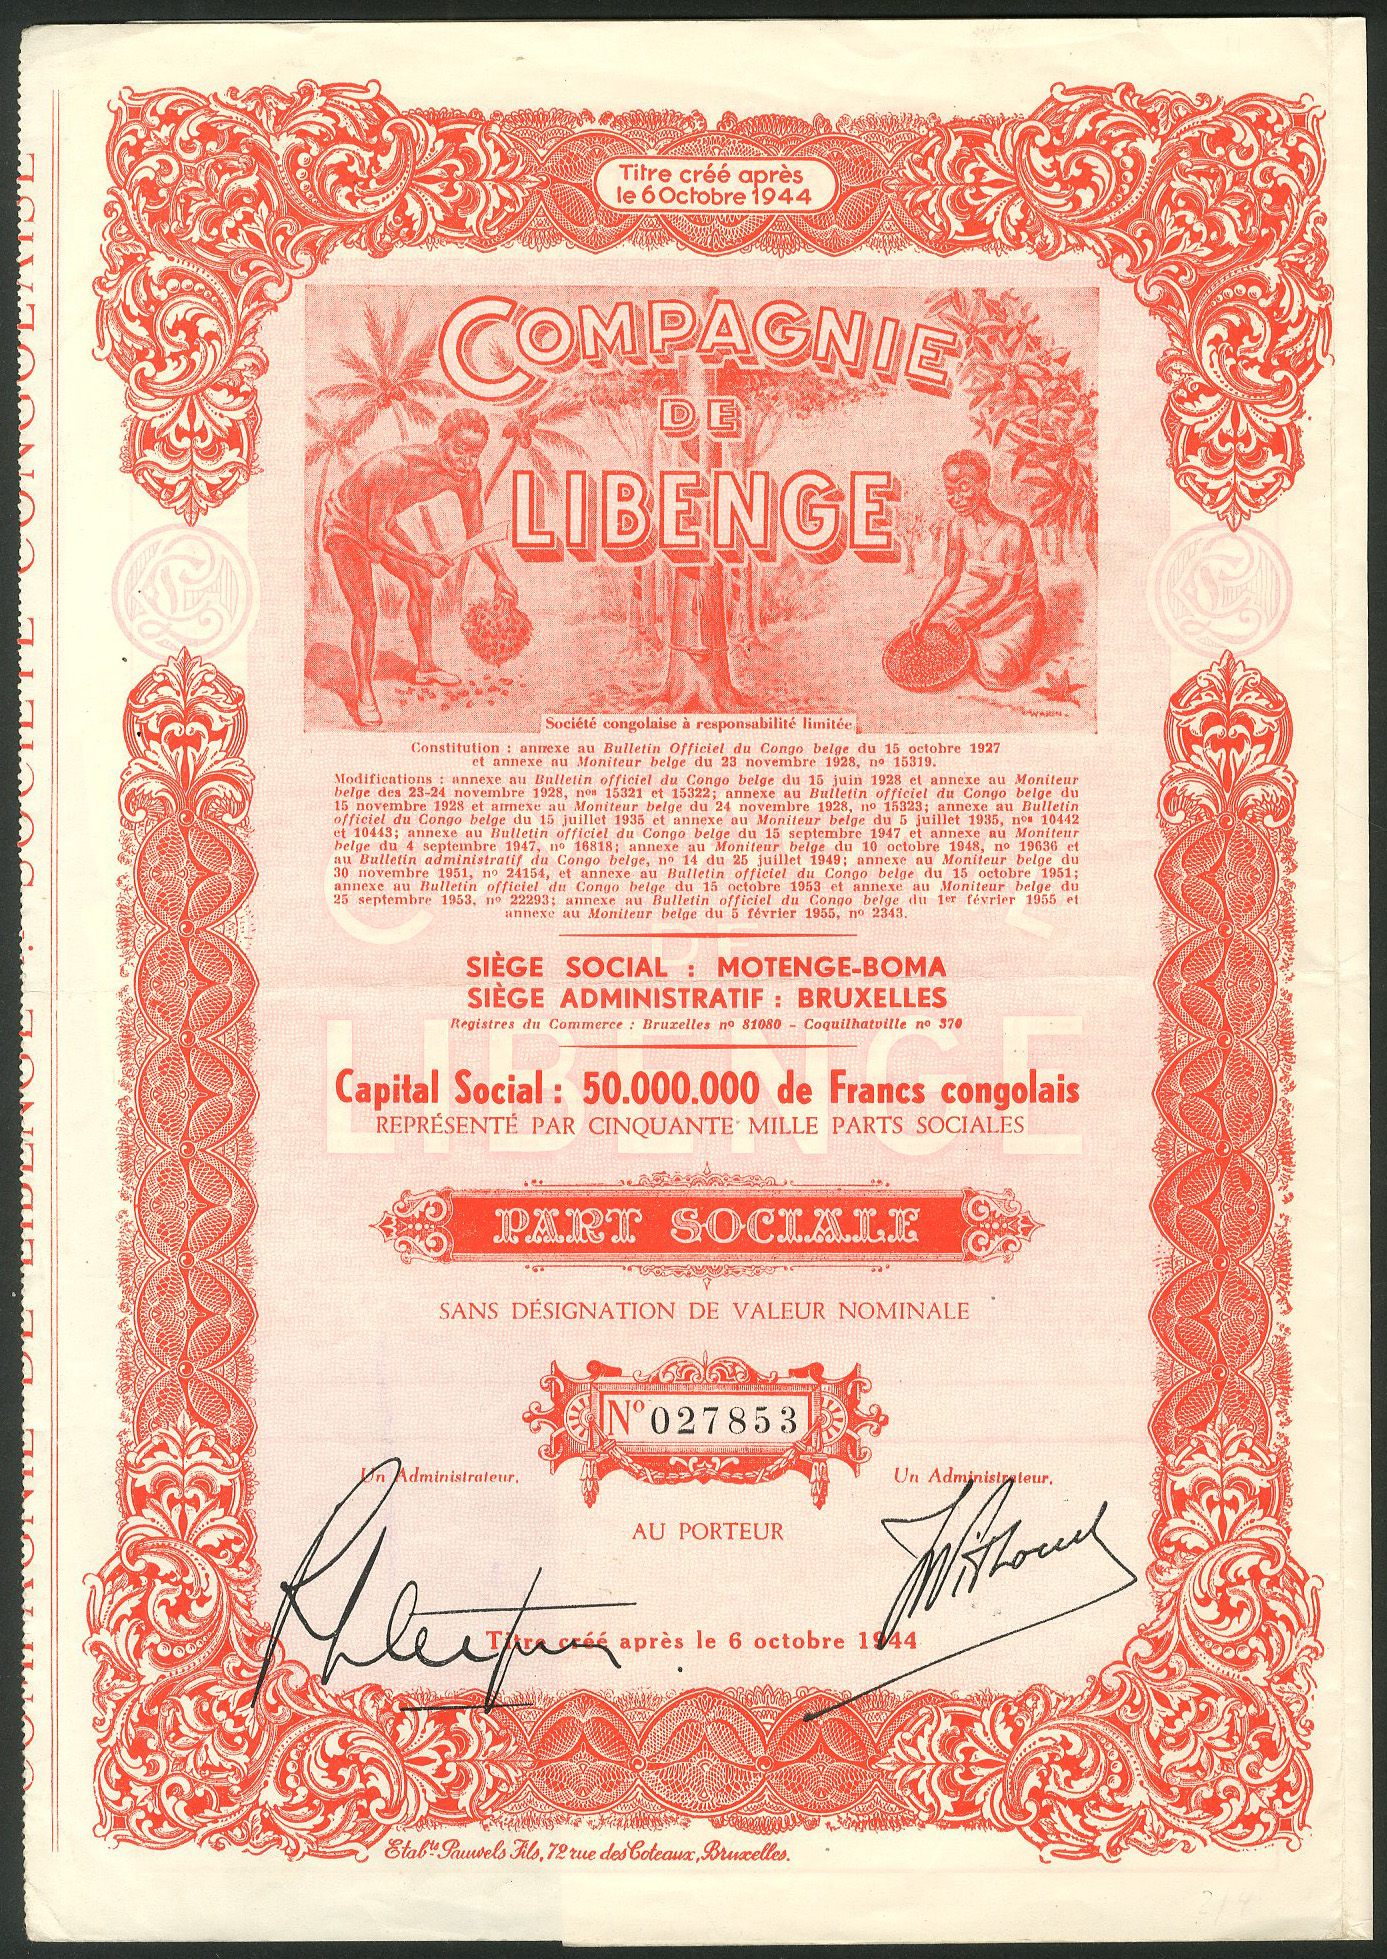 Titre créé après
le 6 Octobre 1944
COMPAGNIE
DE
LIBENGE
WARIN
Société congolaise à responsabilité limitée
Constitution : annexe au Bulletin Officiel du Congo belge du 15 octobre 1927
et annexe au Moniteur belge du 23 novembre 1928, nº 15319.
Modifications : annexe au Bulletin officiel du Congo belge du 15 juin 1928 et annexe au Moniteur
belge des 23-24 novembre 1928, nos 15321 et 15322; annexe au Bulletin officiel du Congo belge du
15 novembre 1928 et annexe au Moniteur belge du 24 novembre 1928, nº 15323; annexe au Bulletin
officiel du Congo belge du 15 juillet 1935 et annexe au Moniteur belge du 5 juillet 1935, nos 10442
et 10443; annexe au Bulletin officiel du Congo belge du 15 septembre 1947 et annexe au Moniteur
belge du 4 septembre 1947, nº 16818; annexe au Moniteur belge du 10 octobre 1948, nº 19636 et
au Bulletin administratif du Congo belge, nº 14 du 25 juillet 1949; annexe au Moniteur belge du
30 novembre 1951, nº 24154, et annexe au Bulletin officiel du Congo belge du 15 octobre 1951;
annexe au Bulletin officiel du Congo belge du 15 octobre 1953 et annexe au Moniteur belge du
25 septembre 1953, nº 22293; annexe au Bulletin officiel du Congo belge du 1er février 1955 et
annexe au Moniteur belge du 5 février 1955, nº 2343.
SIÈGE SOCIAL : MOTENGE-BOMA
SIÈGE ADMINISTRATIF : BRUXELLES
Registres du Commerce : Bruxelles nº 81080 - Coquilhatville nº 370
Capital Social : 50.000.000 de Francs congolais
REPRÉSENTÉ PAR CINQUANTE MILLE PARTS SOCIALES
PART SOCIALE
SANS DÉSIGNATION DE VALEUR NOMINALE
Nº 027853
Un Administrateur,
Un Administrateur,
AU PORTEUR
Titre créé après le 6 octobre 1944
Etabts Pauwels Fils, 72 rue des Coteaux, Bruxelles.
COMPAGNIE DE LIBENGE : SOCIÉTÉ CONGOLAISE